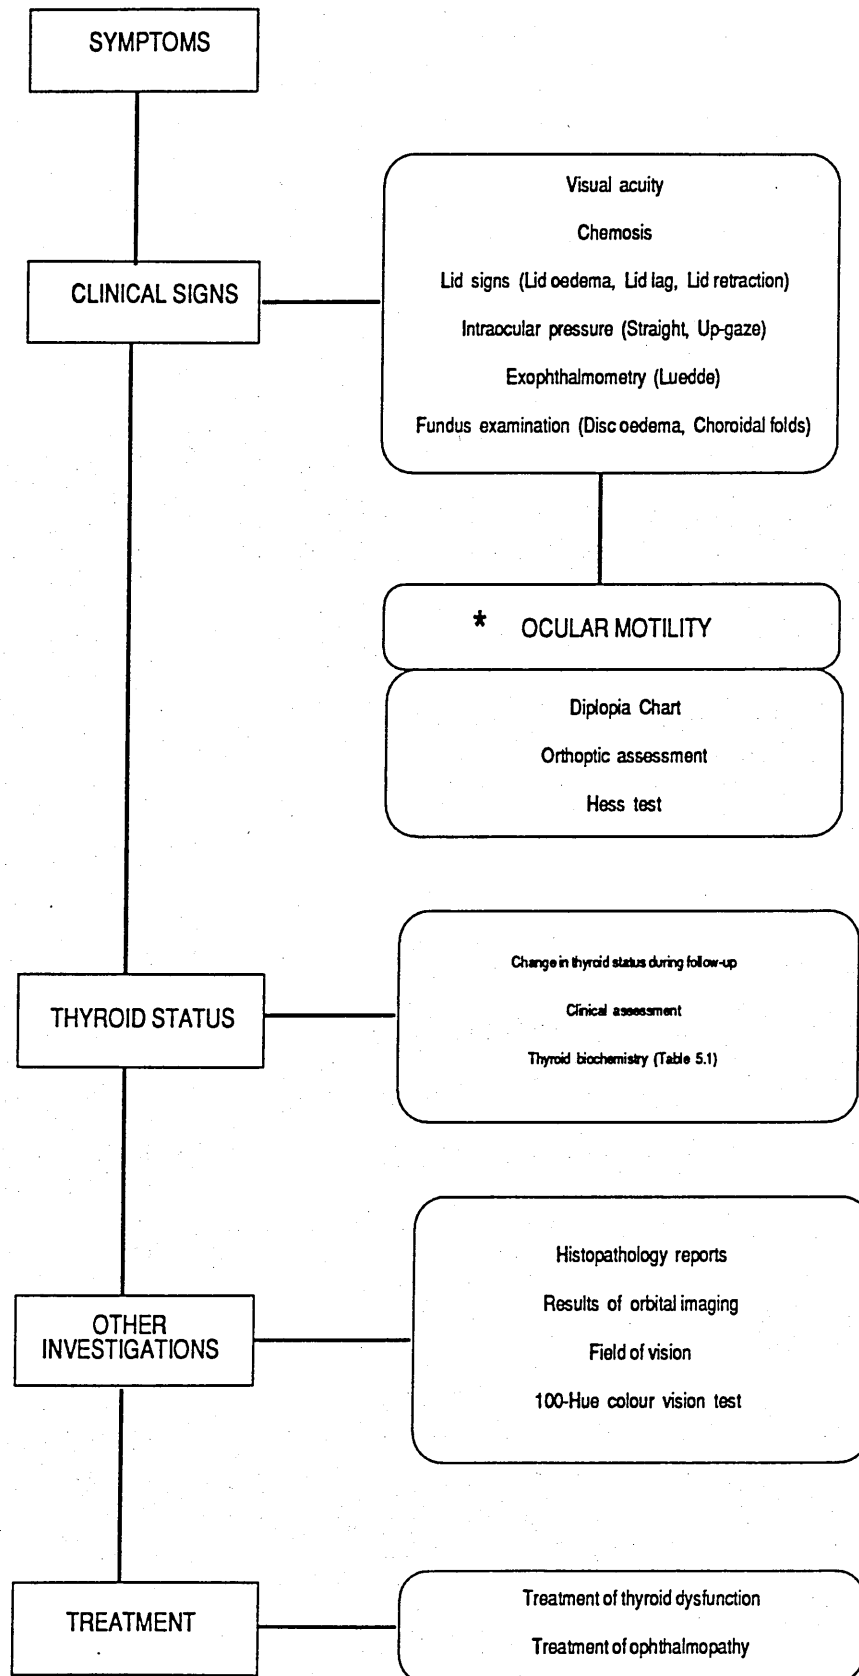 SYMPTOMS
Visual acuity
Chemosis
CLINICAL SIGNS
Lid signs (Lid oedema, Lid lag, Lid retraction)
Intraocular pressure (Straight, Up-gaze)
Exophthalmometry (Luedde)
Fundus examination (Disc oedema, Choroidal folds)
* OCULAR MOTILITY
Diplopia Chart
Orthoptic assessment
Hess test
THYROID STATUS
Change in thyroid status during follow-up
Clinical assessment
Thyroid biochemistry (Table 5.1)
OTHER
INVESTIGATIONS
Histopathology reports
Results of orbital imaging
Field of vision
100-Hue colour vision test
TREATMENT
Treatment of thyroid dysfunction
Treatment of ophthalmopathy